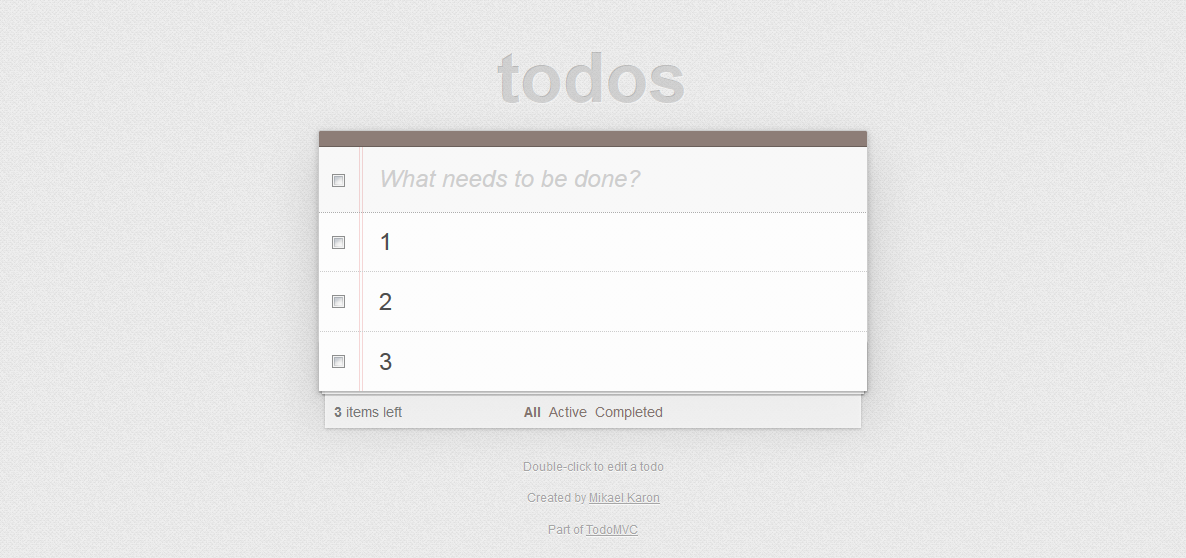 todos
What needs to be done?
1
2
3
3 items left All Active Completed
Double-click to edit a todo
Created by Mikael Karon
Part of TodoMVC